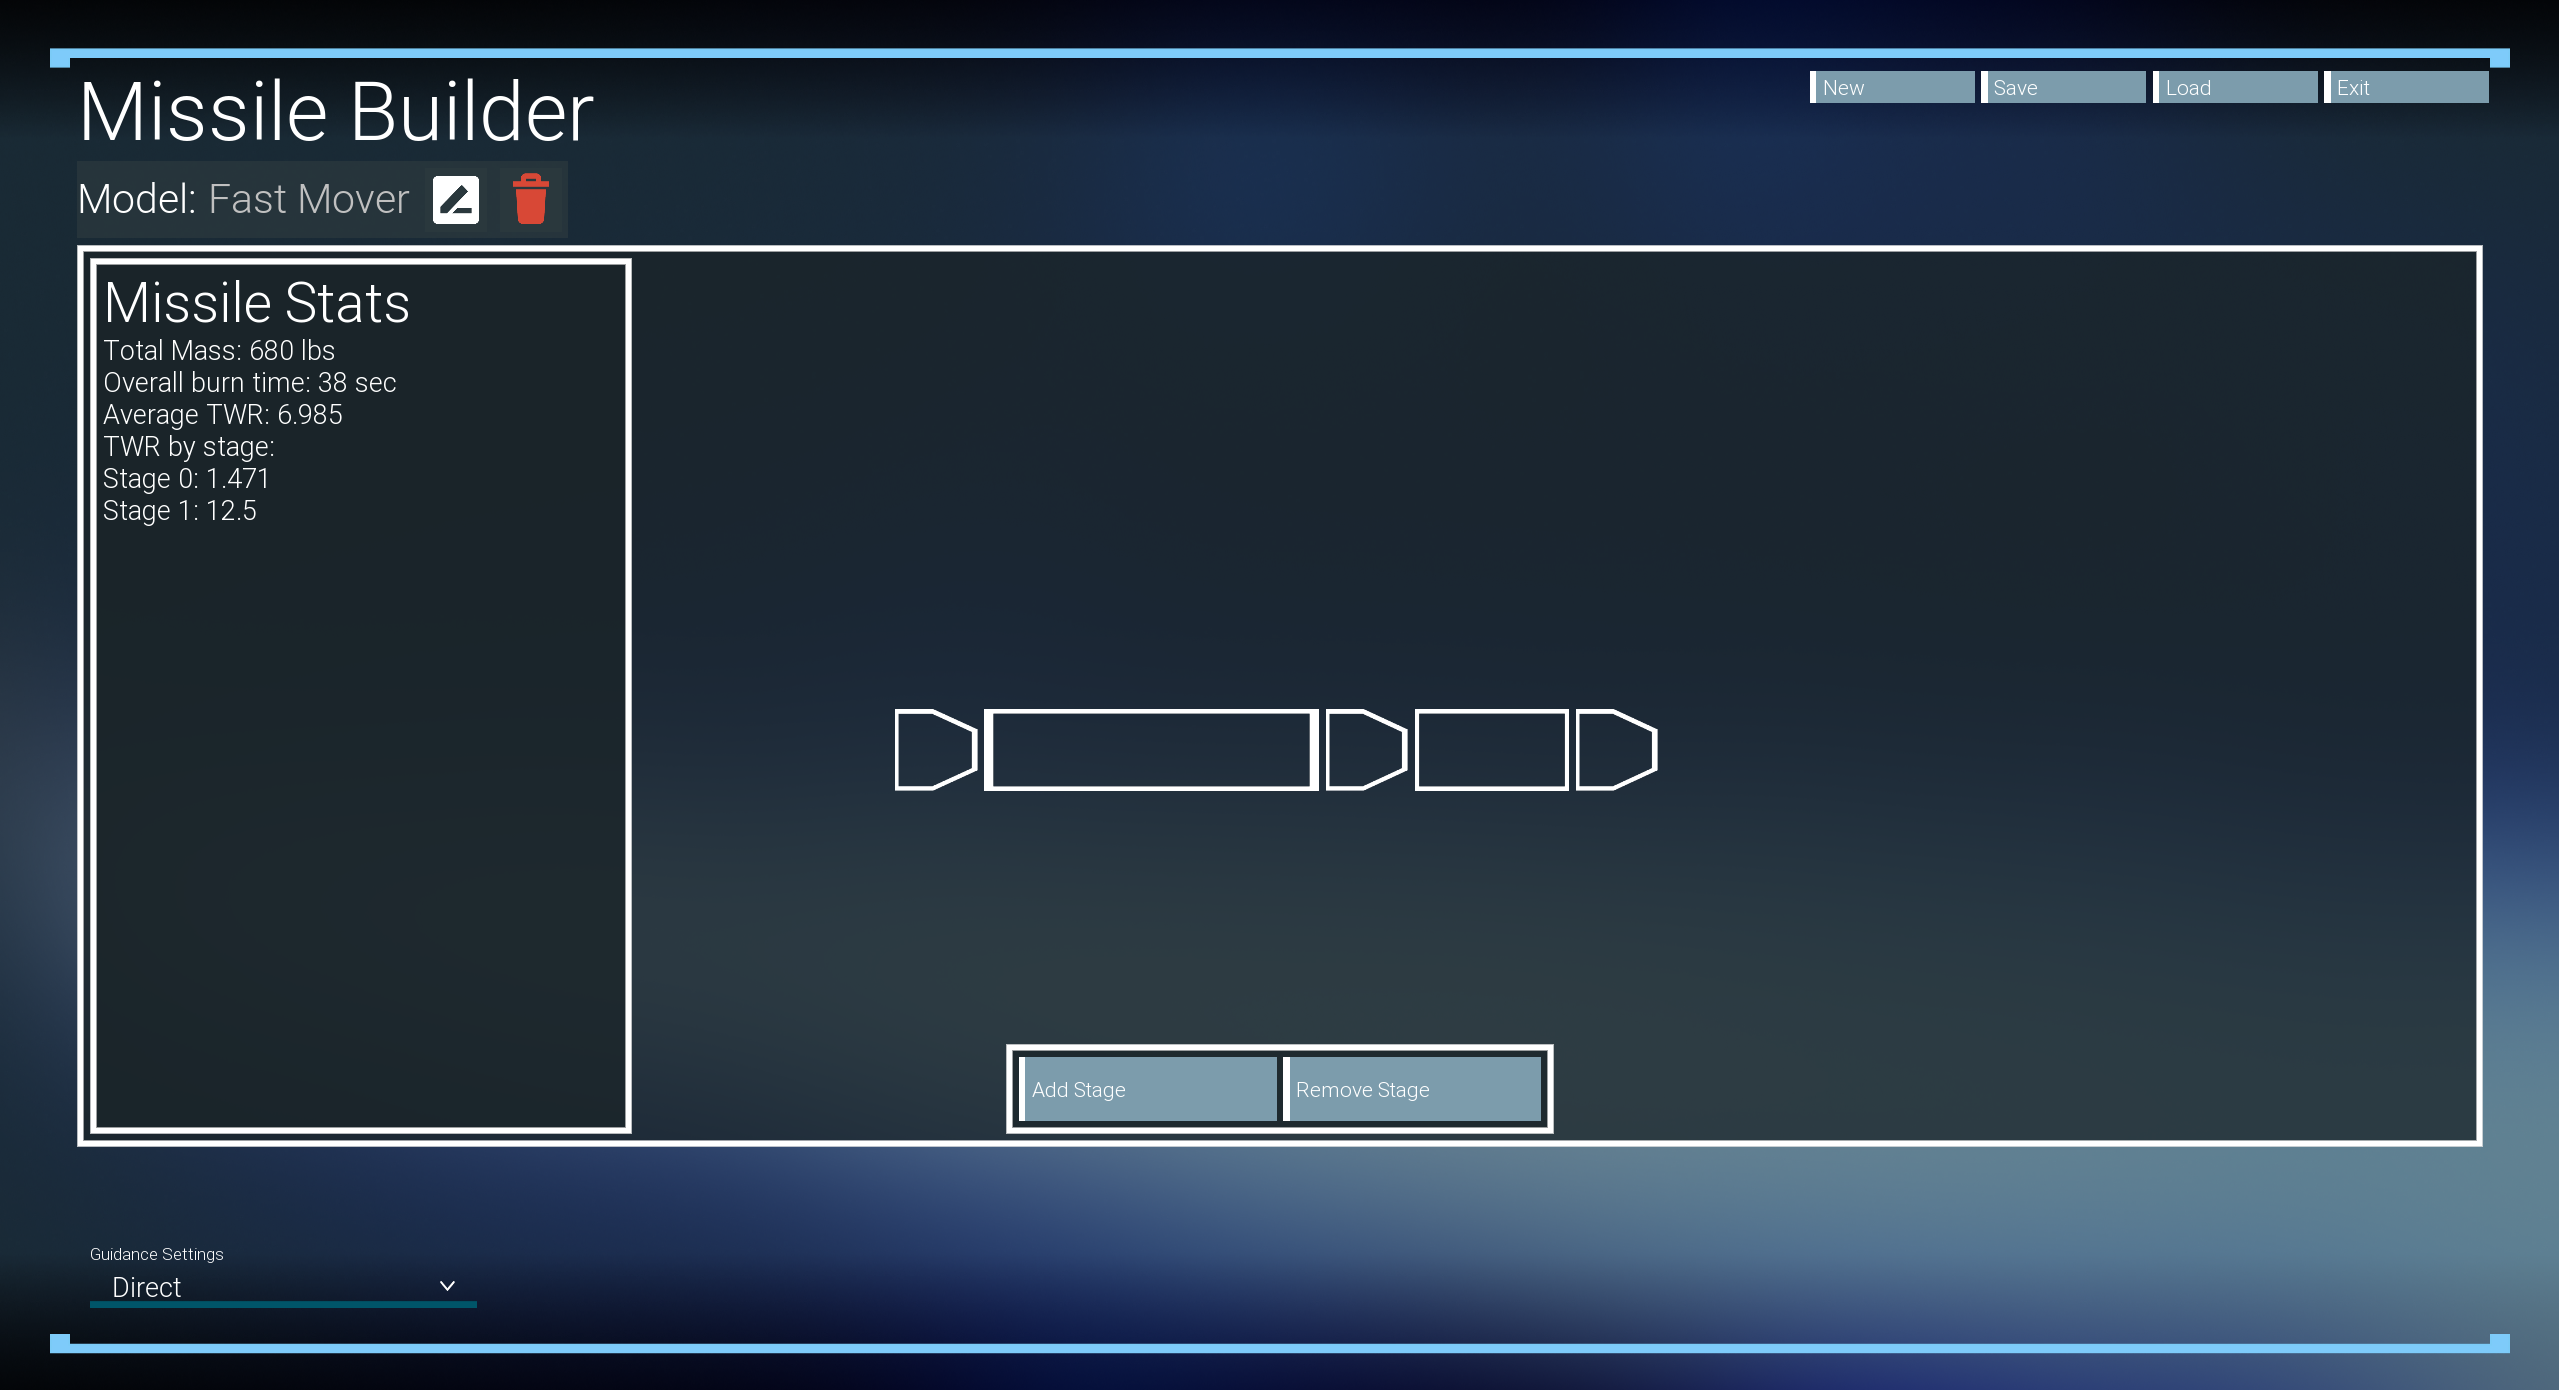 Missile Builder
New Save Load Exit
Model: Fast Mover
Missile Stats
Total Mass: 680 lbs
Overall burn time: 38 sec
Average TWR: 6.985
TWR by stage:
Stage 0: 1.471
Stage 1: 12.5
Add Stage Remove Stage
Guidance Settings
Direct